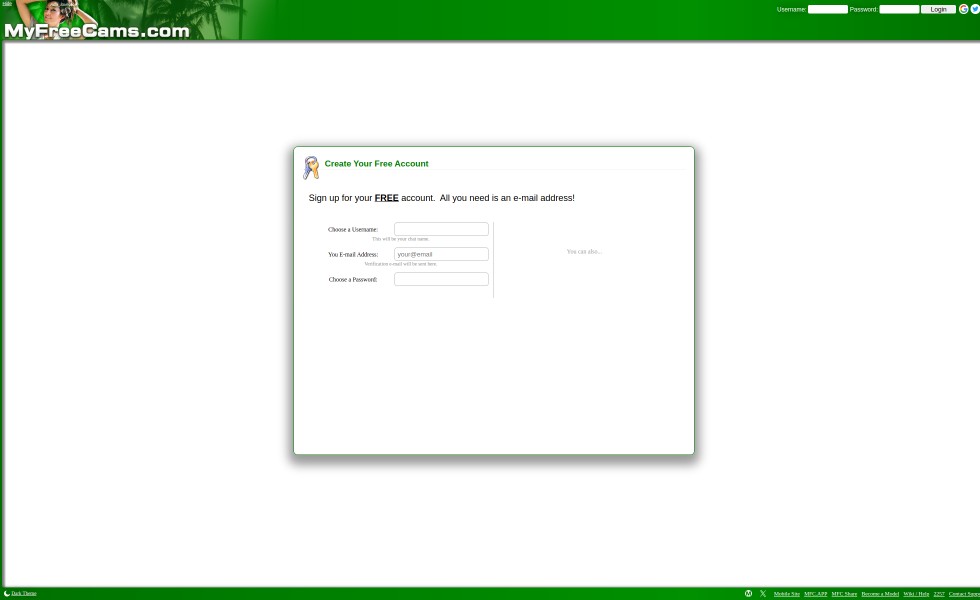 Username: Password: Login
MyFreeCams.com
Create Your Free Account
Sign up for your FREE account. All you need is an e-mail address!
Choose a Username:
This will be your chat name.
You E-mail Address: your@email
Verification e-mail will be sent here.
Choose a Password:
You can also...
Dark Theme
Mobile Site MFC.APP MFC Share Become a Model Wiki / Help 2257 Contact